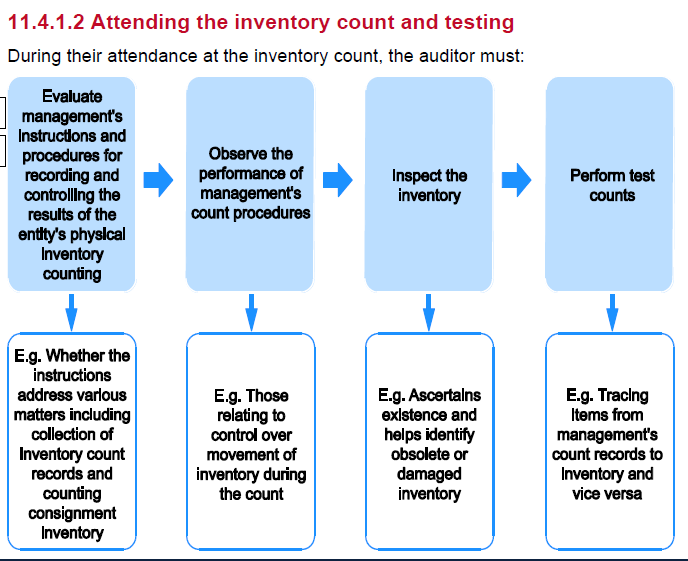 11.4.1.2 Attending the inventory count and testing
During their attendance at the inventory count, the auditor must:
Evaluate
management's
Instructions and
procedures for
recording and
controlling the
results of the
entity's physical
Inventory
counting
Observe the
performance of
management's
count procedures
Inspect the
inventory
Perform test
counts
E.g. Whether the
instructions
address various
matters including
collection of
Inventory count
records and
counting
consignment
Inventory
E.g. Those
relating to
control over
movement of
inventory during
the count
E.g. Ascertains
existence and
helps identify
obsolete or
damaged
inventory
E.g. Tracing
Items from
management's
count records to
Inventory and
vice versa